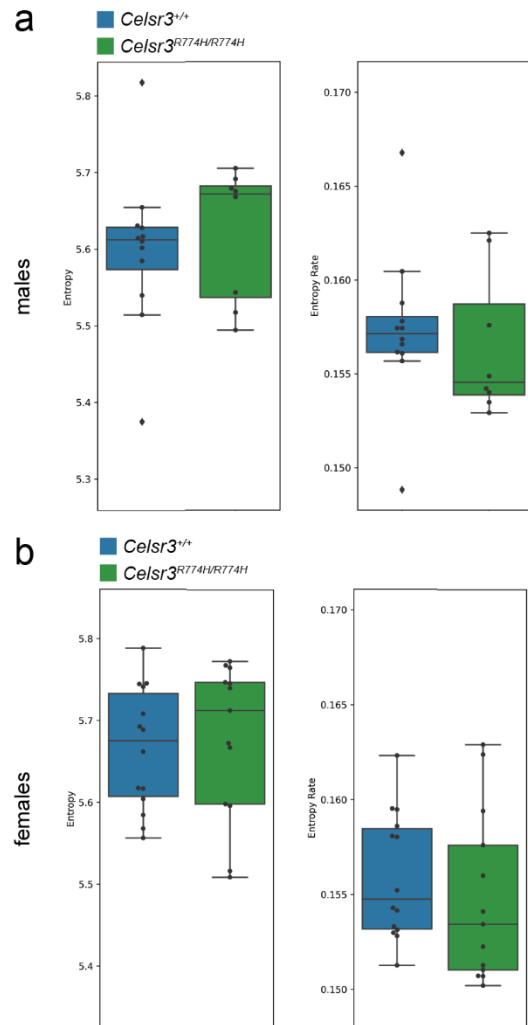 a
Celsr3+/+
Celsr3R774H/R774H
males
Entropy
5.8
5.7
5.6
5.5
5.4
5.3
Entropy Rate
0.170
0.165
0.160
0.155
0.150
b
Celsr3+/+
Celsr3R774H/R774H
females
Entropy
5.8
5.7
5.6
5.5
5.4
Entropy Rate
0.170
0.165
0.160
0.155
0.150